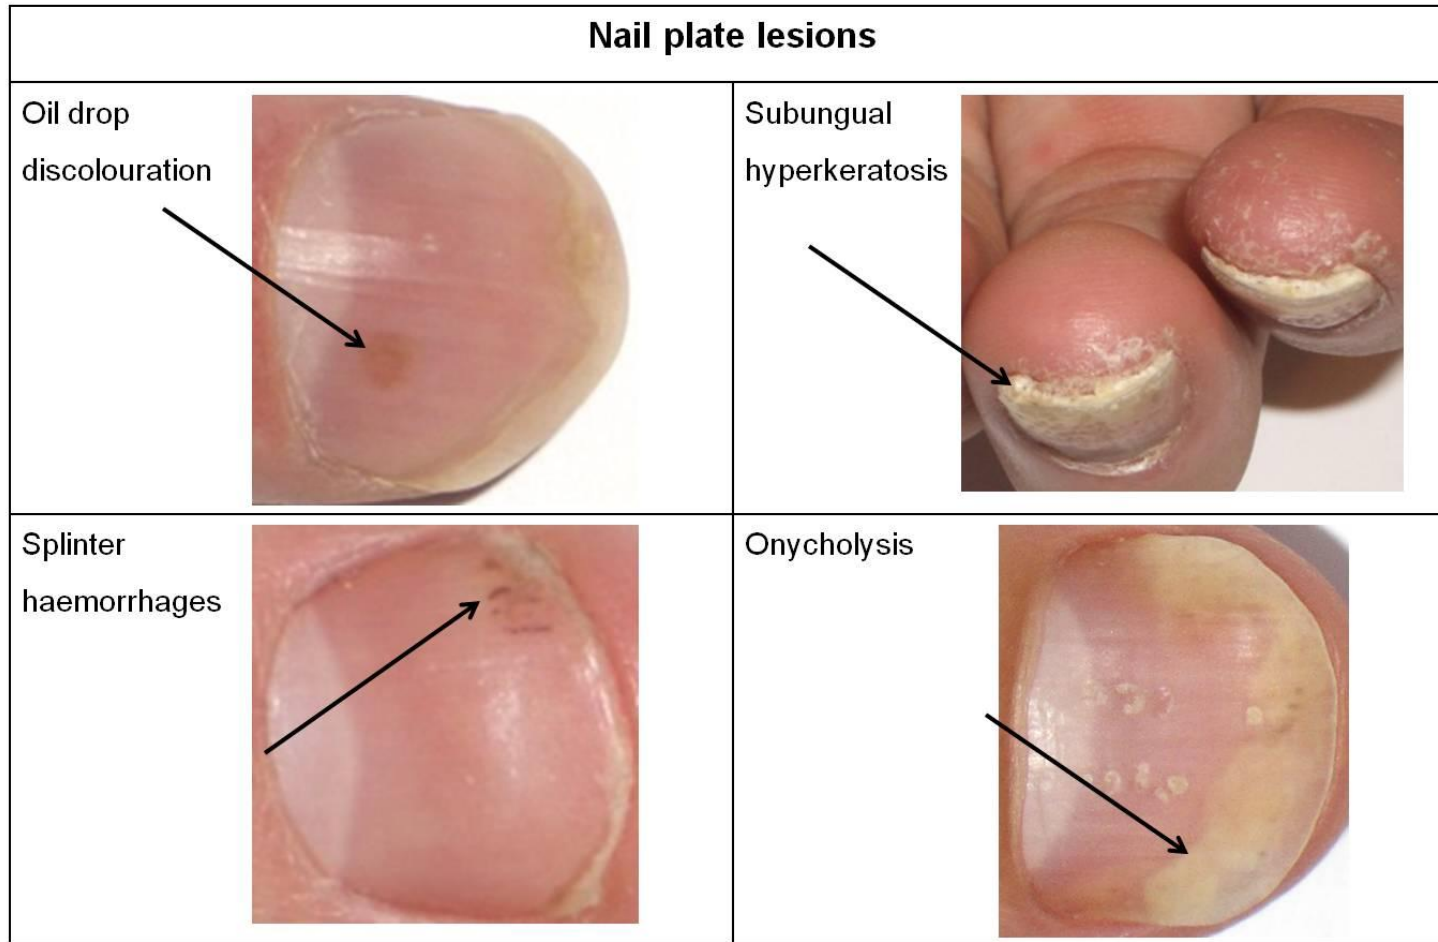 Nail plate lesions
Oil drop
discolouration
Subungual
hyperkeratosis
Splinter
haemorrhages
Onycholysis